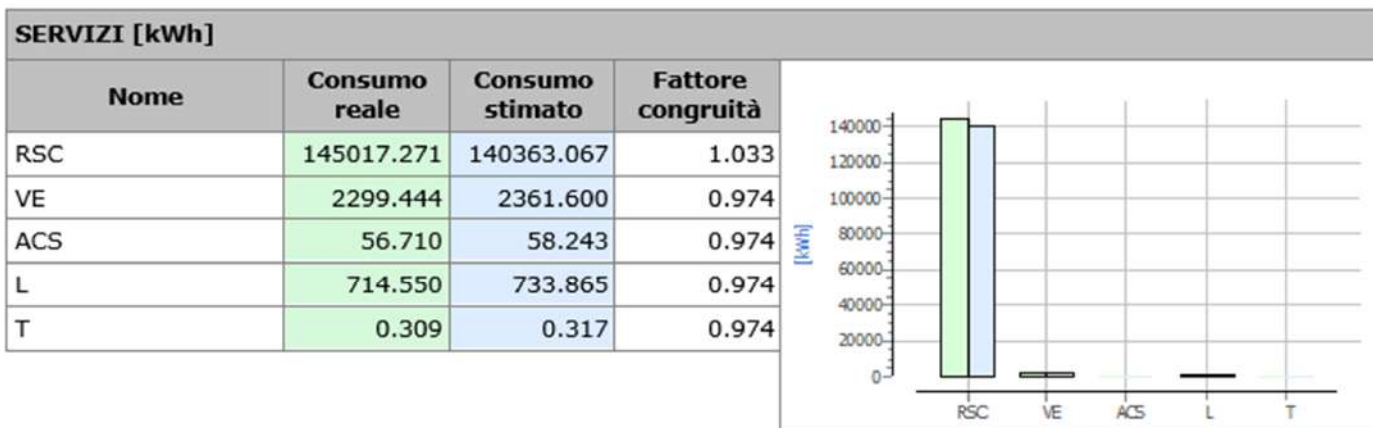 SERVIZI [kWh]
Nome Consumo reale Consumo stimato Fattore congruità
RSC 145017.271 140363.067 1.033
VE 2299.444 2361.600 0.974
ACS 56.710 58.243 0.974
L 714.550 733.865 0.974
T 0.309 0.317 0.974
[kWh]
140000
120000
100000
80000
60000
40000
20000
0
RSC VE ACS L T